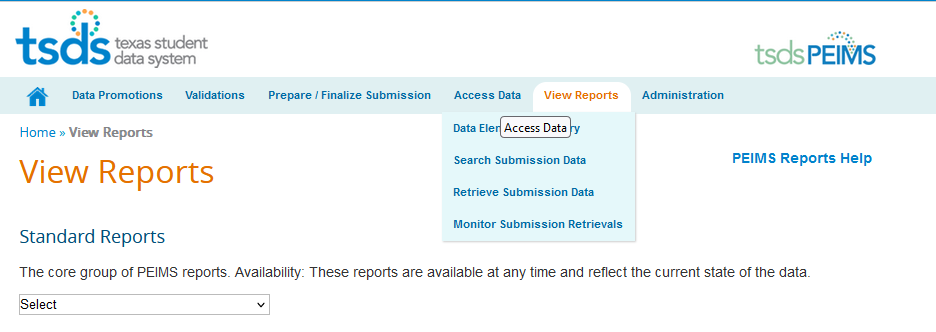 tsds texas student
data system
tsds PEIMS
Data Promotions Validations Prepare / Finalize Submission Access Data View Reports Administration
Home » View Reports
Data Eler Access Data ry
View Reports
Search Submission Data
PEIMS Reports Help
Retrieve Submission Data
Monitor Submission Retrievals
Standard Reports
The core group of PEIMS reports. Availability: These reports are available at any time and reflect the current state of the data.
Select